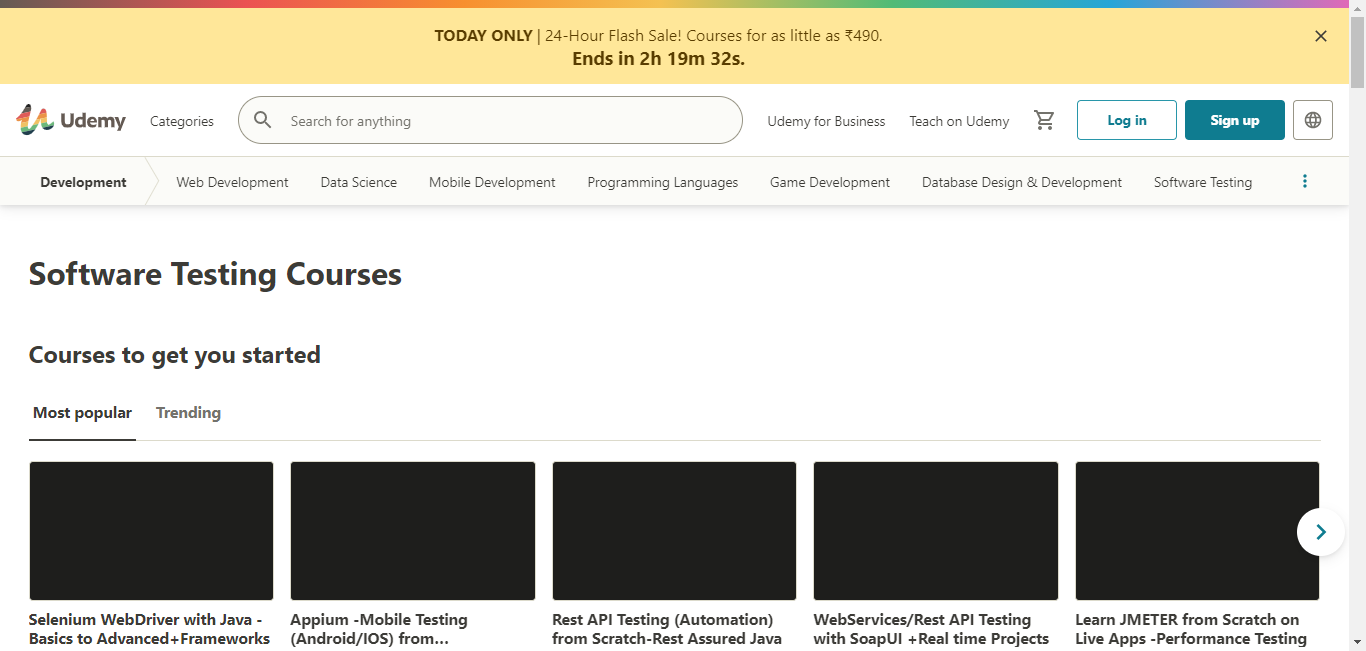 TODAY ONLY | 24-Hour Flash Sale! Courses for as little as ₹490.
Ends in 2h 19m 32s.
Udemy
Categories
Search for anything
Udemy for Business
Teach on Udemy
Log in
Sign up
Development
Web Development
Data Science
Mobile Development
Programming Languages
Game Development
Database Design & Development
Software Testing
Software Testing Courses
Courses to get you started
Most popular
Trending
Selenium WebDriver with Java -
Basics to Advanced+Frameworks
Appium -Mobile Testing
(Android/IOS) from...
Rest API Testing (Automation)
from Scratch-Rest Assured Java
WebServices/Rest API Testing
with SoapUI +Real time Projects
Learn JMETER from Scratch on
Live Apps -Performance Testing